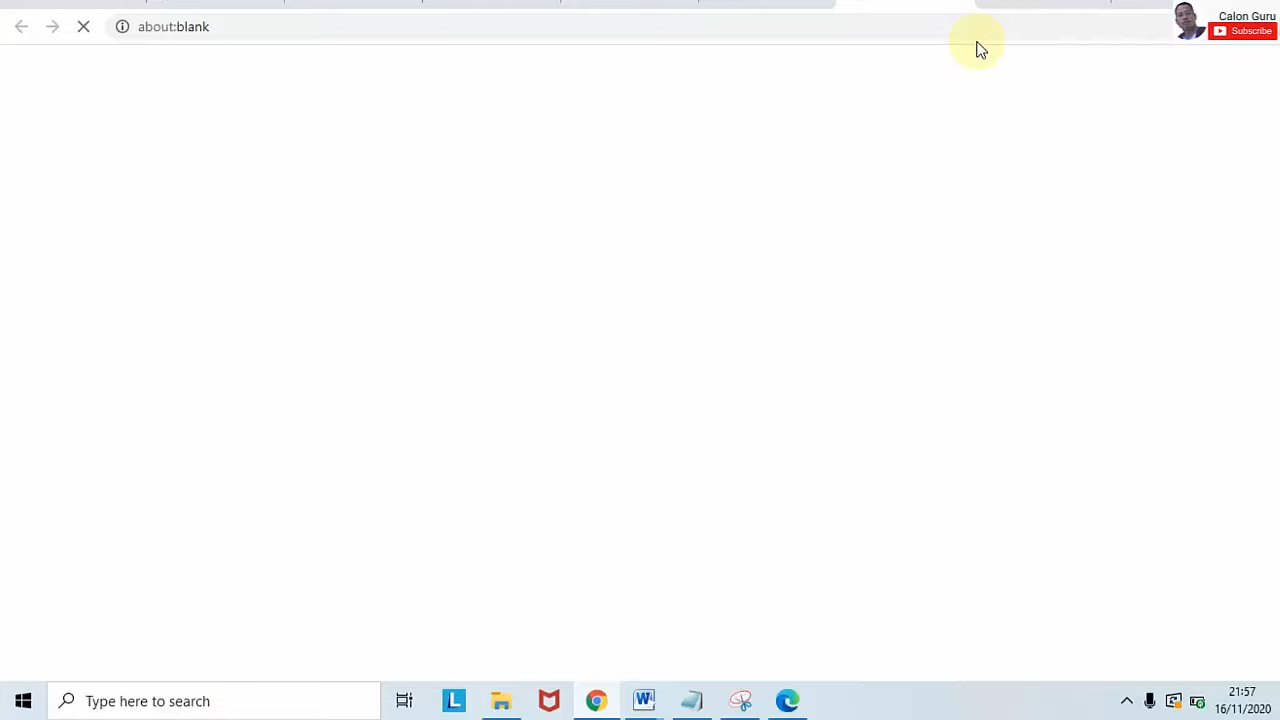 about:blank
Calon Guru
Subscribe
Type here to search
L
W
21:57
16/11/2020